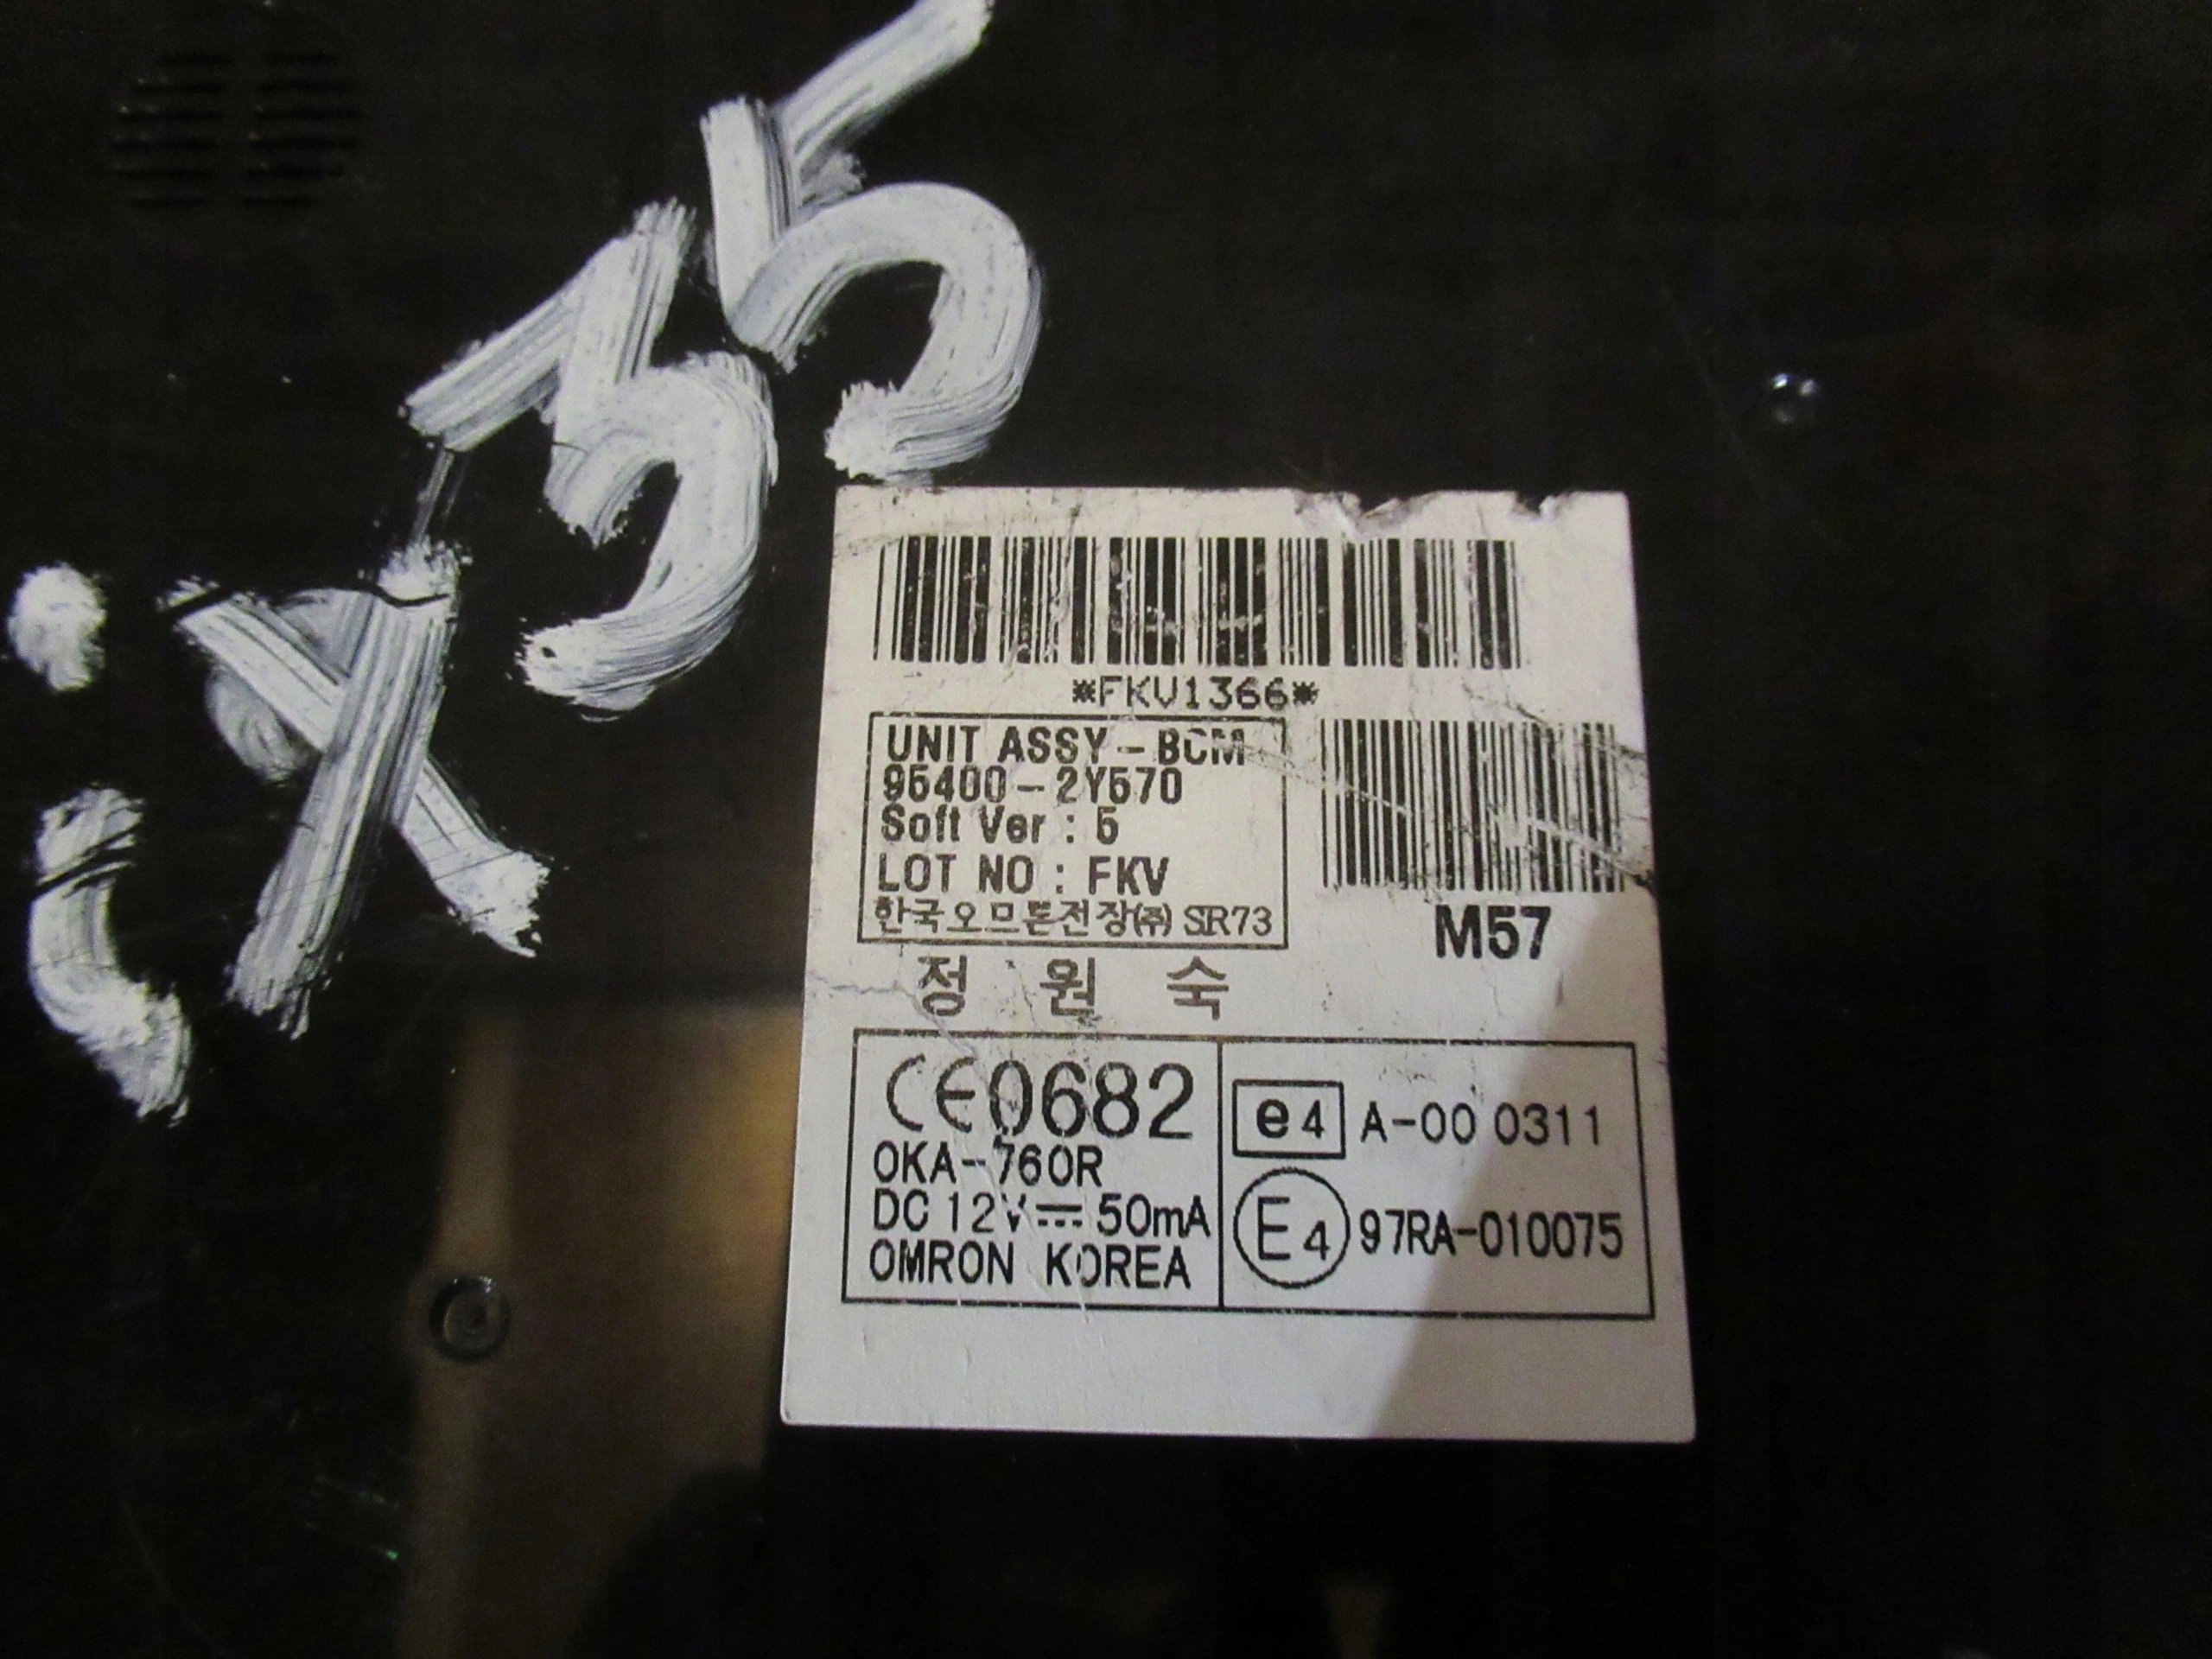 ix35
*FKV1366*
UNIT ASSY-BCM
95400-2Y570
Soft Ver : 5
LOT NO : FKV
한국오므론전장㈜ SIR73
M57
정 원 숙
CE0682
OKA-760R
DC 12V⎓50mA
OMRON KOREA
e4 A-00 0311
E4 97RA-010075